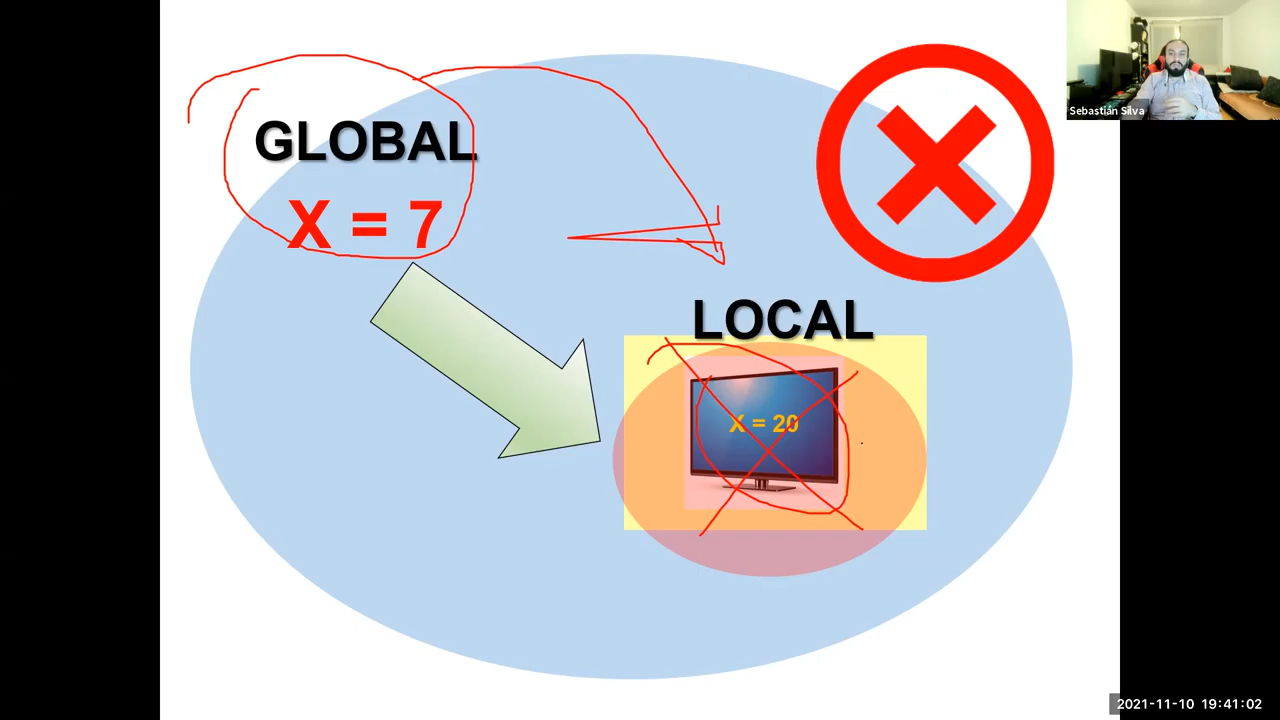 Sebastián Silva
GLOBAL
X = 7
LOCAL
X = 20
2021-11-10 19:41:02